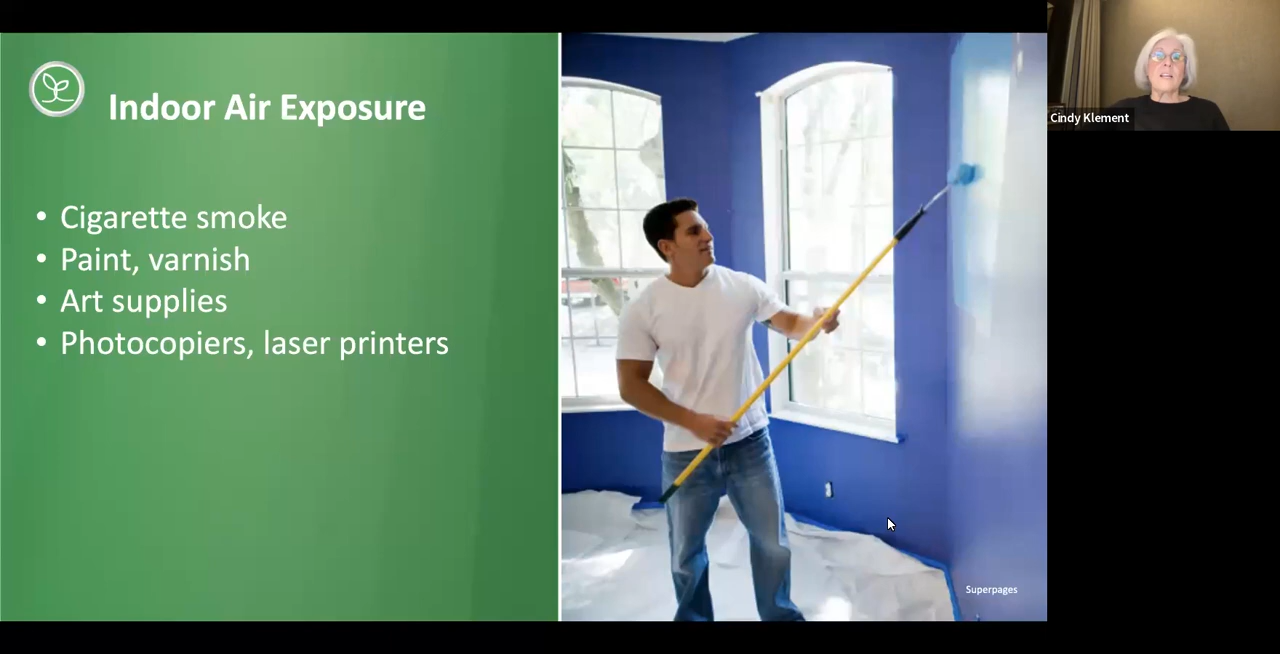 Indoor Air Exposure
• Cigarette smoke
• Paint, varnish
• Art supplies
• Photocopiers, laser printers
Superpages
Cindy Klement